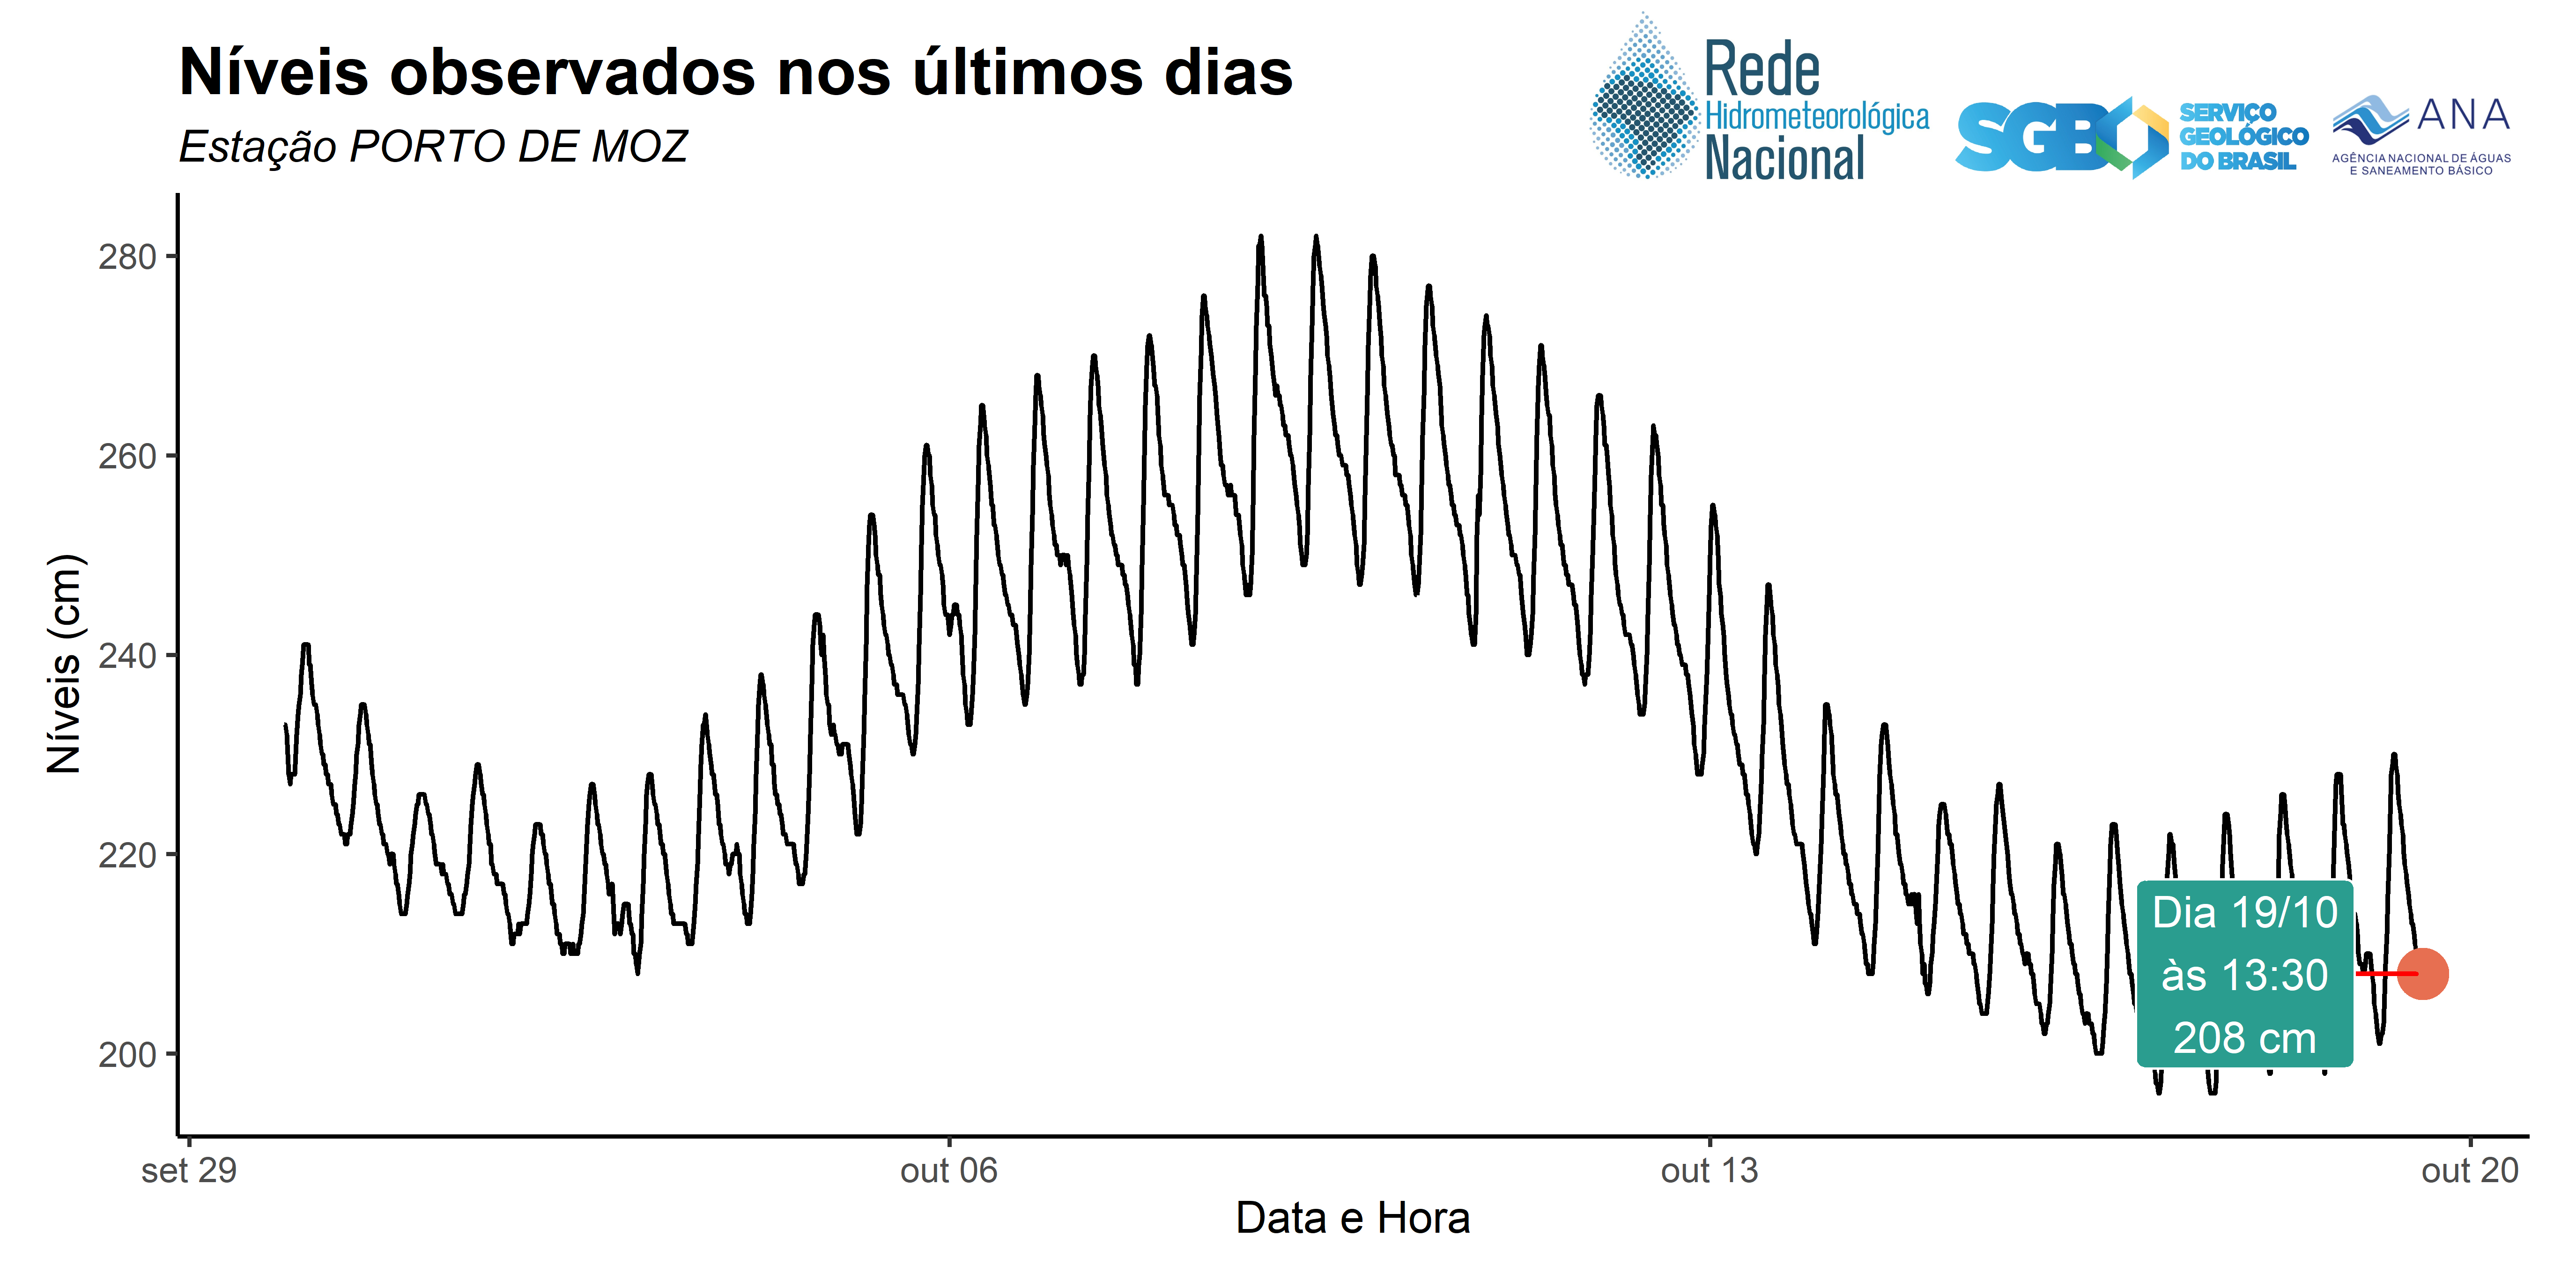 Níveis observados nos últimos dias
Estação PORTO DE MOZ
Rede
Hidrometeorológica
Nacional
SGB
SERVIÇO
GEOLÓGICO
DO BRASIL
ANA
AGÊNCIA NACIONAL DE ÁGUAS
E SANEAMENTO BÁSICO
Níveis (cm)
280
260
240
220
200
Dia 19/10
às 13:30
208 cm
set 29
out 06
out 13
out 20
Data e Hora